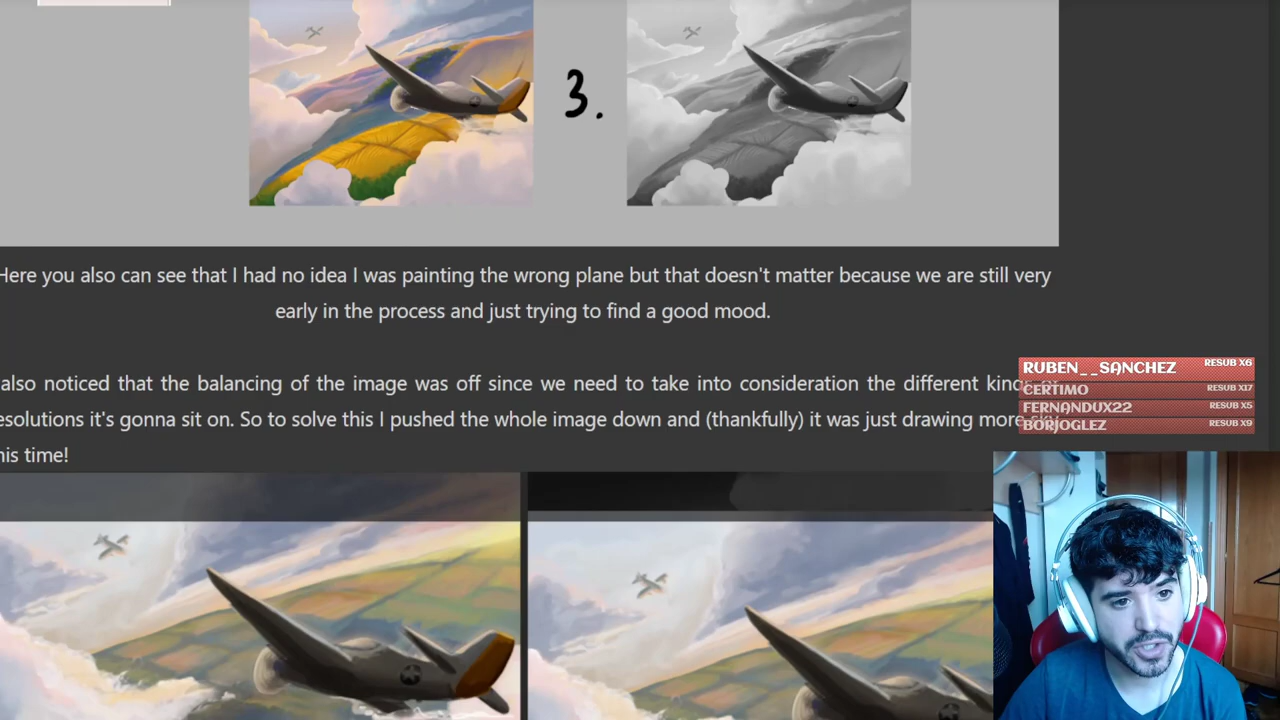 3.
Here you also can see that I had no idea I was painting the wrong plane but that doesn't matter because we are still very
early in the process and just trying to find a good mood.
also noticed that the balancing of the image was off since we need to take into consideration the different kinds of
esolutions it's gonna sit on. So to solve this I pushed the whole image down and (thankfully) it was just drawing more sky
his time!
RUBEN__SANCHEZ RESUB X6
CERTIMO RESUB X17
FERNANDUX22 RESUB X5
BORJOGLEZ RESUB X9